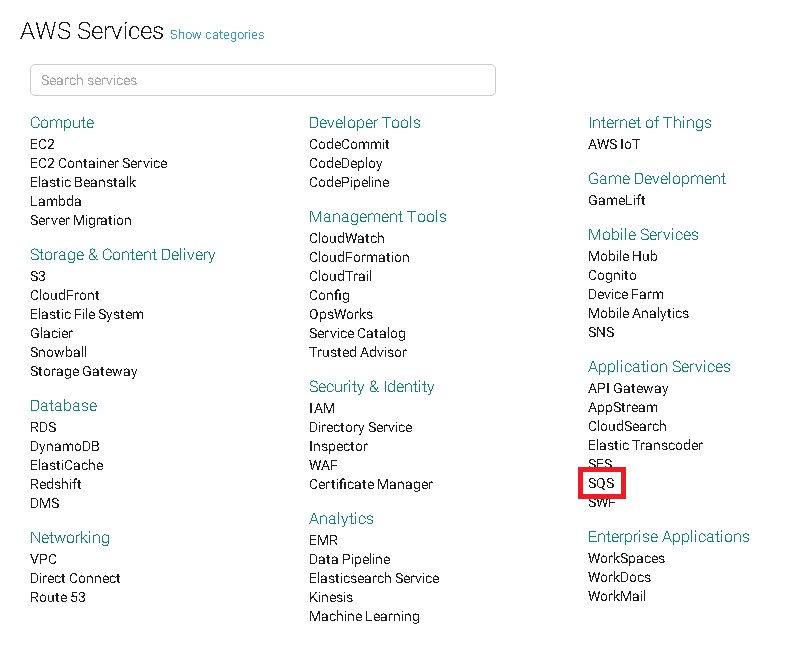 AWS Services Show categories
Search services
Compute
EC2
EC2 Container Service
Elastic Beanstalk
Lambda
Server Migration
Storage & Content Delivery
S3
CloudFront
Elastic File System
Glacier
Snowball
Storage Gateway
Database
RDS
DynamoDB
ElastiCache
Redshift
DMS
Networking
VPC
Direct Connect
Route 53
Developer Tools
CodeCommit
CodeDeploy
CodePipeline
Management Tools
CloudWatch
CloudFormation
CloudTrail
Config
OpsWorks
Service Catalog
Trusted Advisor
Security & Identity
IAM
Directory Service
Inspector
WAF
Certificate Manager
Analytics
EMR
Data Pipeline
Elasticsearch Service
Kinesis
Machine Learning
Internet of Things
AWS IoT
Game Development
GameLift
Mobile Services
Mobile Hub
Cognito
Device Farm
Mobile Analytics
SNS
Application Services
API Gateway
AppStream
CloudSearch
Elastic Transcoder
SES
SQS
SWF
Enterprise Applications
WorkSpaces
WorkDocs
WorkMail